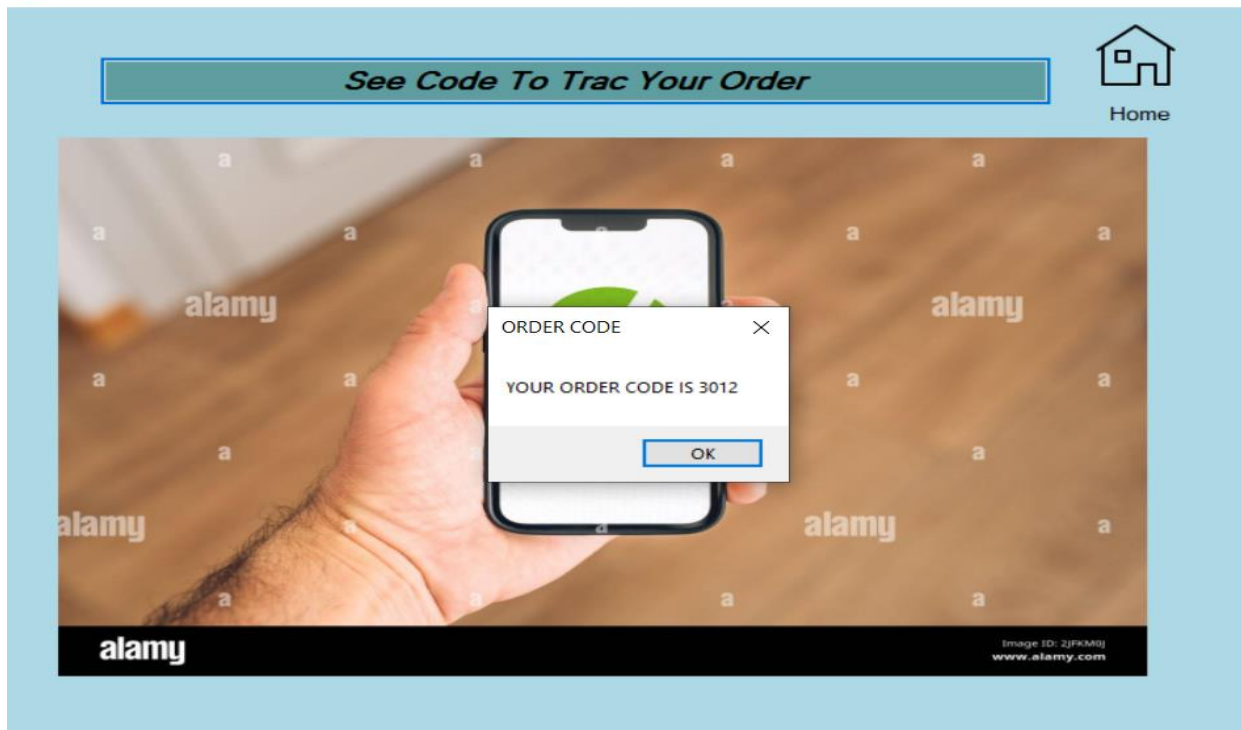 See Code To Trac Your Order
Home
a a a a
a a a a a
alamy a a alamy
ORDER CODE
YOUR ORDER CODE IS 3012
OK
a a a a
a a
alamy a a alamy a
a a a a
alamy
Image ID: 2JFKM0J
www.alamy.com